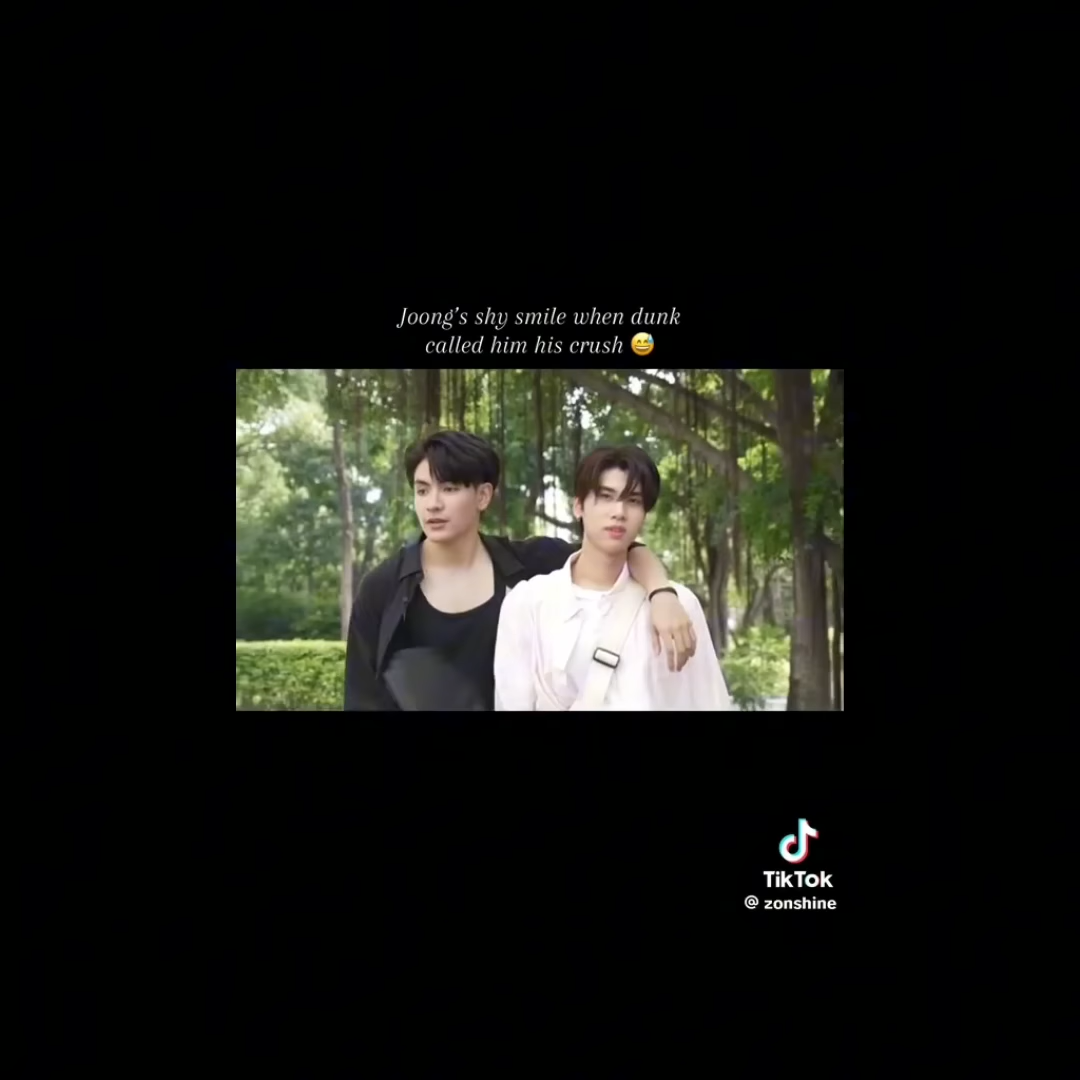 Joong's shy smile when dunk
called him his crush 😅
TikTok
@ zonshine